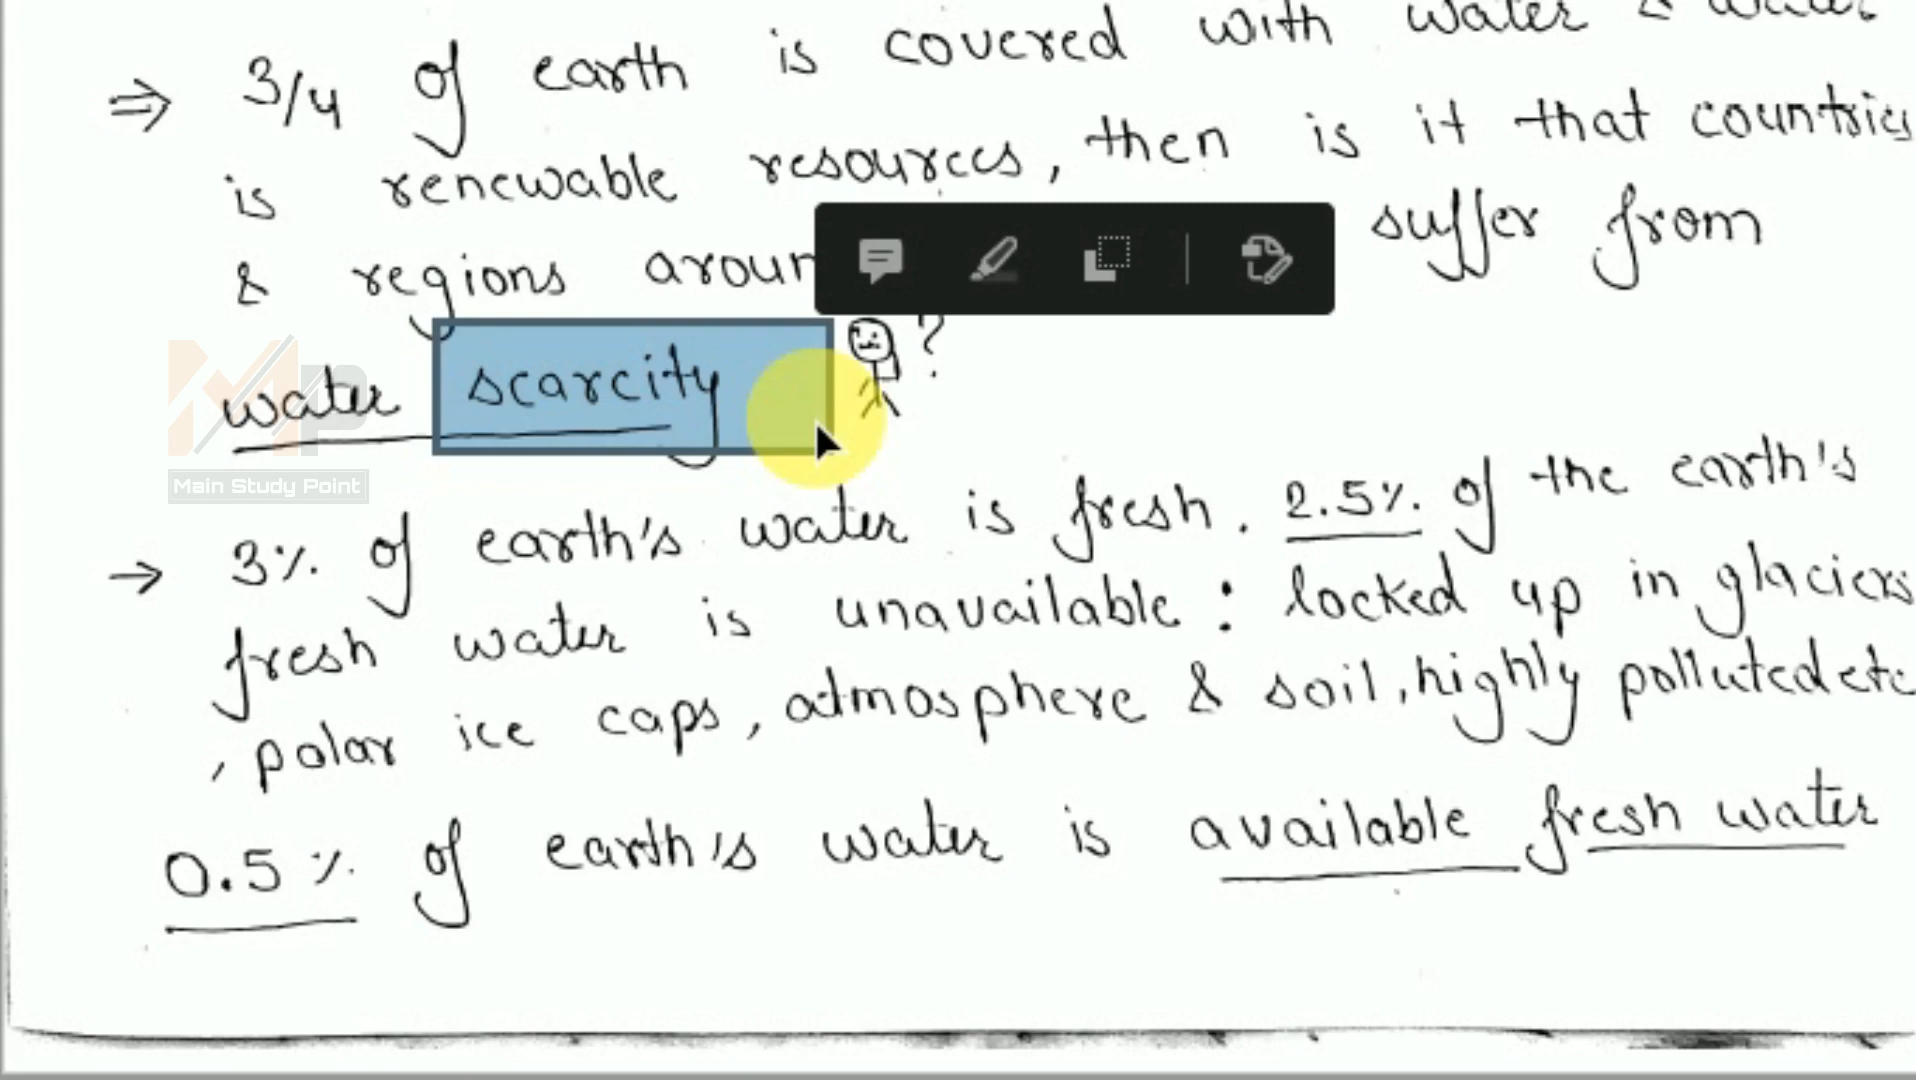 ⇒ 3/4 of earth is covered with water & water
is renewable resources, then is it that countries
& regions aroun suffer from
water scarcity ?
Main Study Point
→ 3%. of earth's water is fresh. 2.5%. of the earth's
fresh water is unavailable : locked up in glaciers
, polar ice caps, atmosphere & soil, highly polluted etc
0.5 %. of earth's water is available fresh water